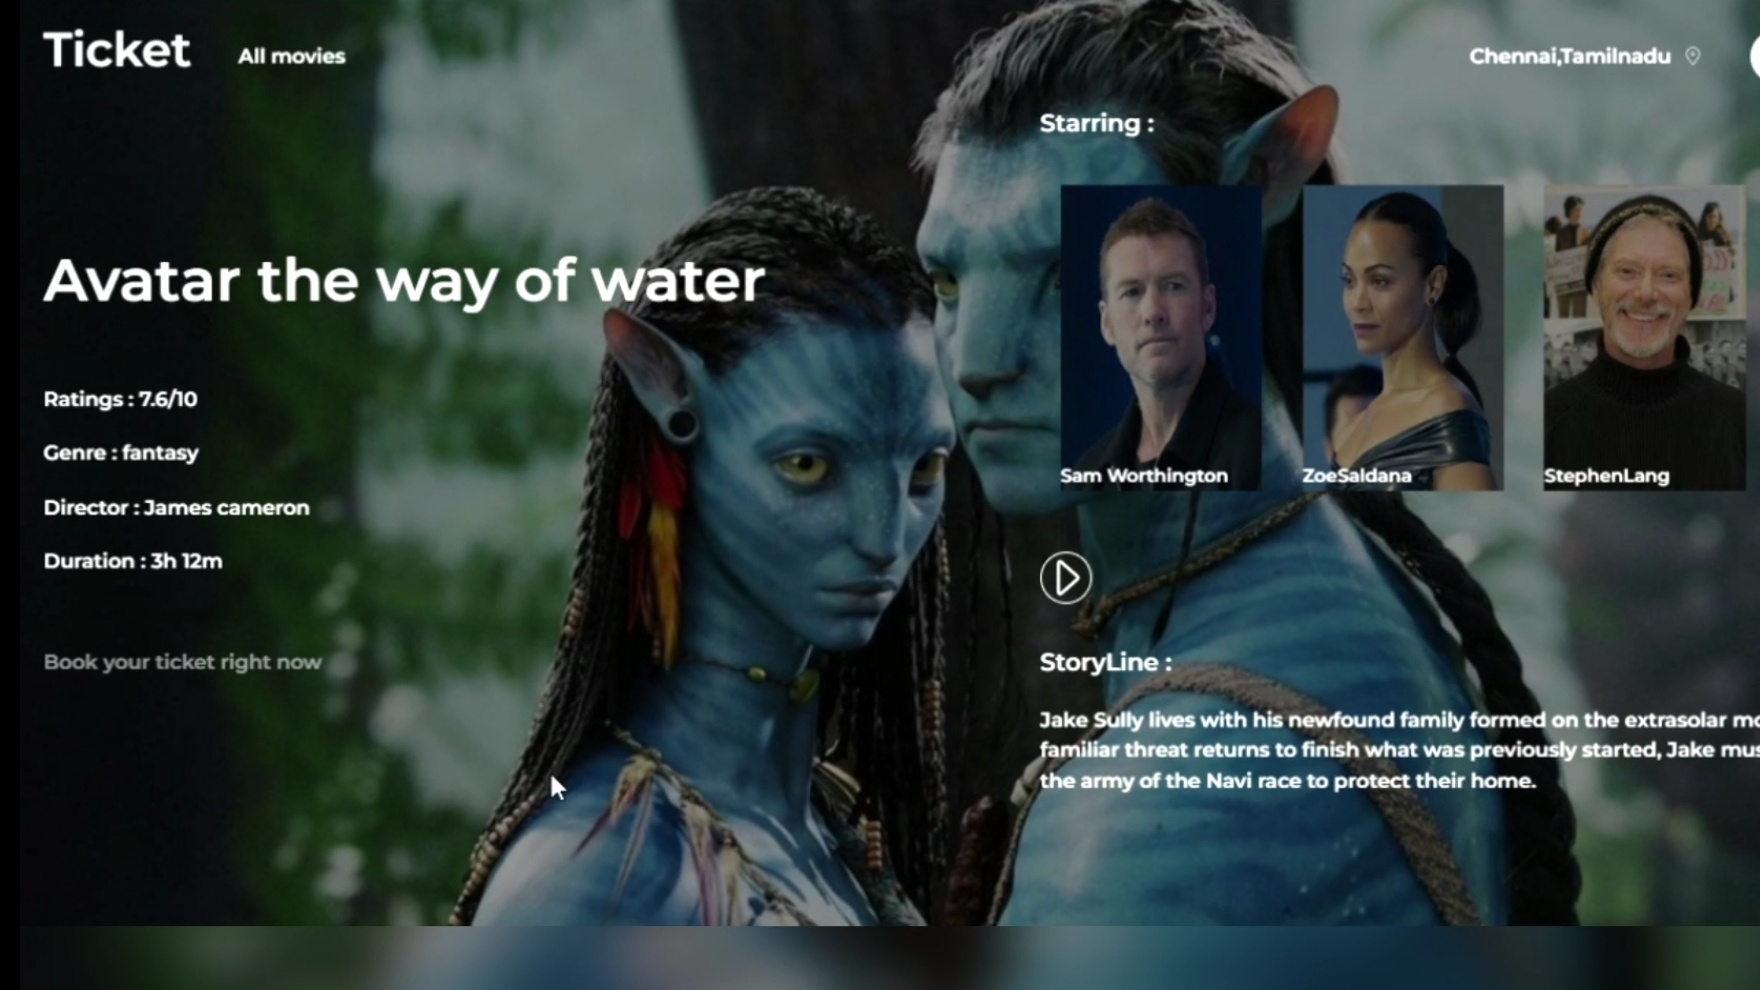 Ticket
All movies
Chennai,Tamilnadu
Starring :
Sam Worthington
ZoeSaldana
StephenLang
Avatar the way of water
Ratings : 7.6/10
Genre : fantasy
Director : James cameron
Duration : 3h 12m
Book your ticket right now
StoryLine :
Jake Sully lives with his newfound family formed on the extrasolar
familiar threat returns to finish what was previously started, Jake
the army of the Navi race to protect their home.